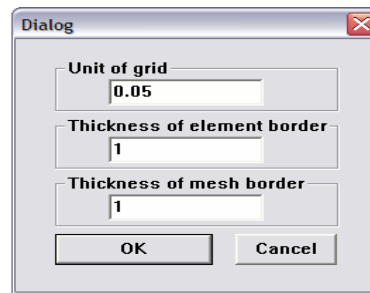 Dialog
Unit of grid
0.05
Thickness of element border
1
Thickness of mesh border
1
OK Cancel